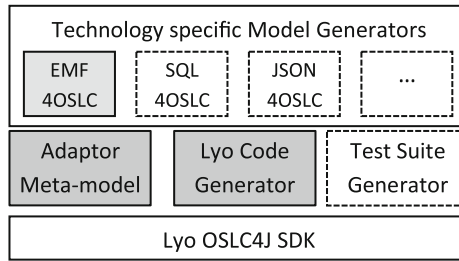 Technology specific Model Generators
EMF
4OSLC
SQL
4OSLC
JSON
4OSLC
...
Adaptor
Meta-model
Lyo Code
Generator
Test Suite
Generator
Lyo OSLC4J SDK